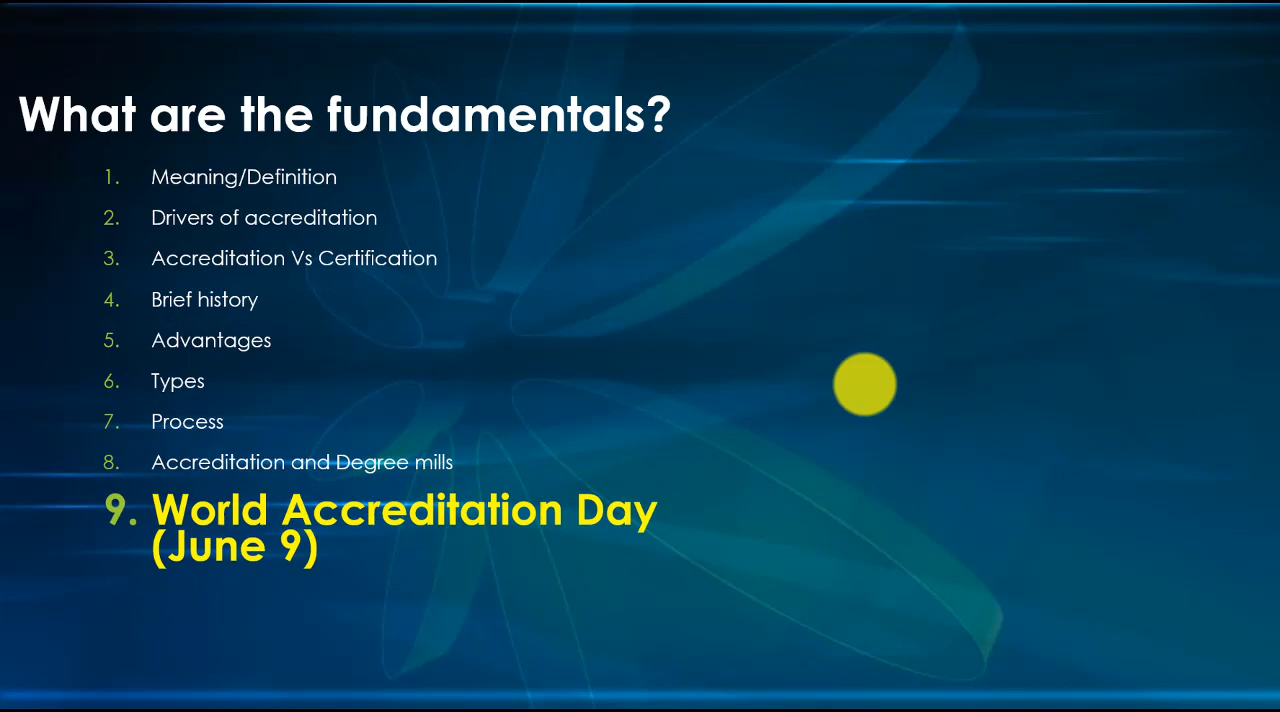 What are the fundamentals?
1. Meaning/Definition
2. Drivers of accreditation
3. Accreditation Vs Certification
4. Brief history
5. Advantages
6. Types
7. Process
8. Accreditation and Degree mills
9. World Accreditation Day
(June 9)